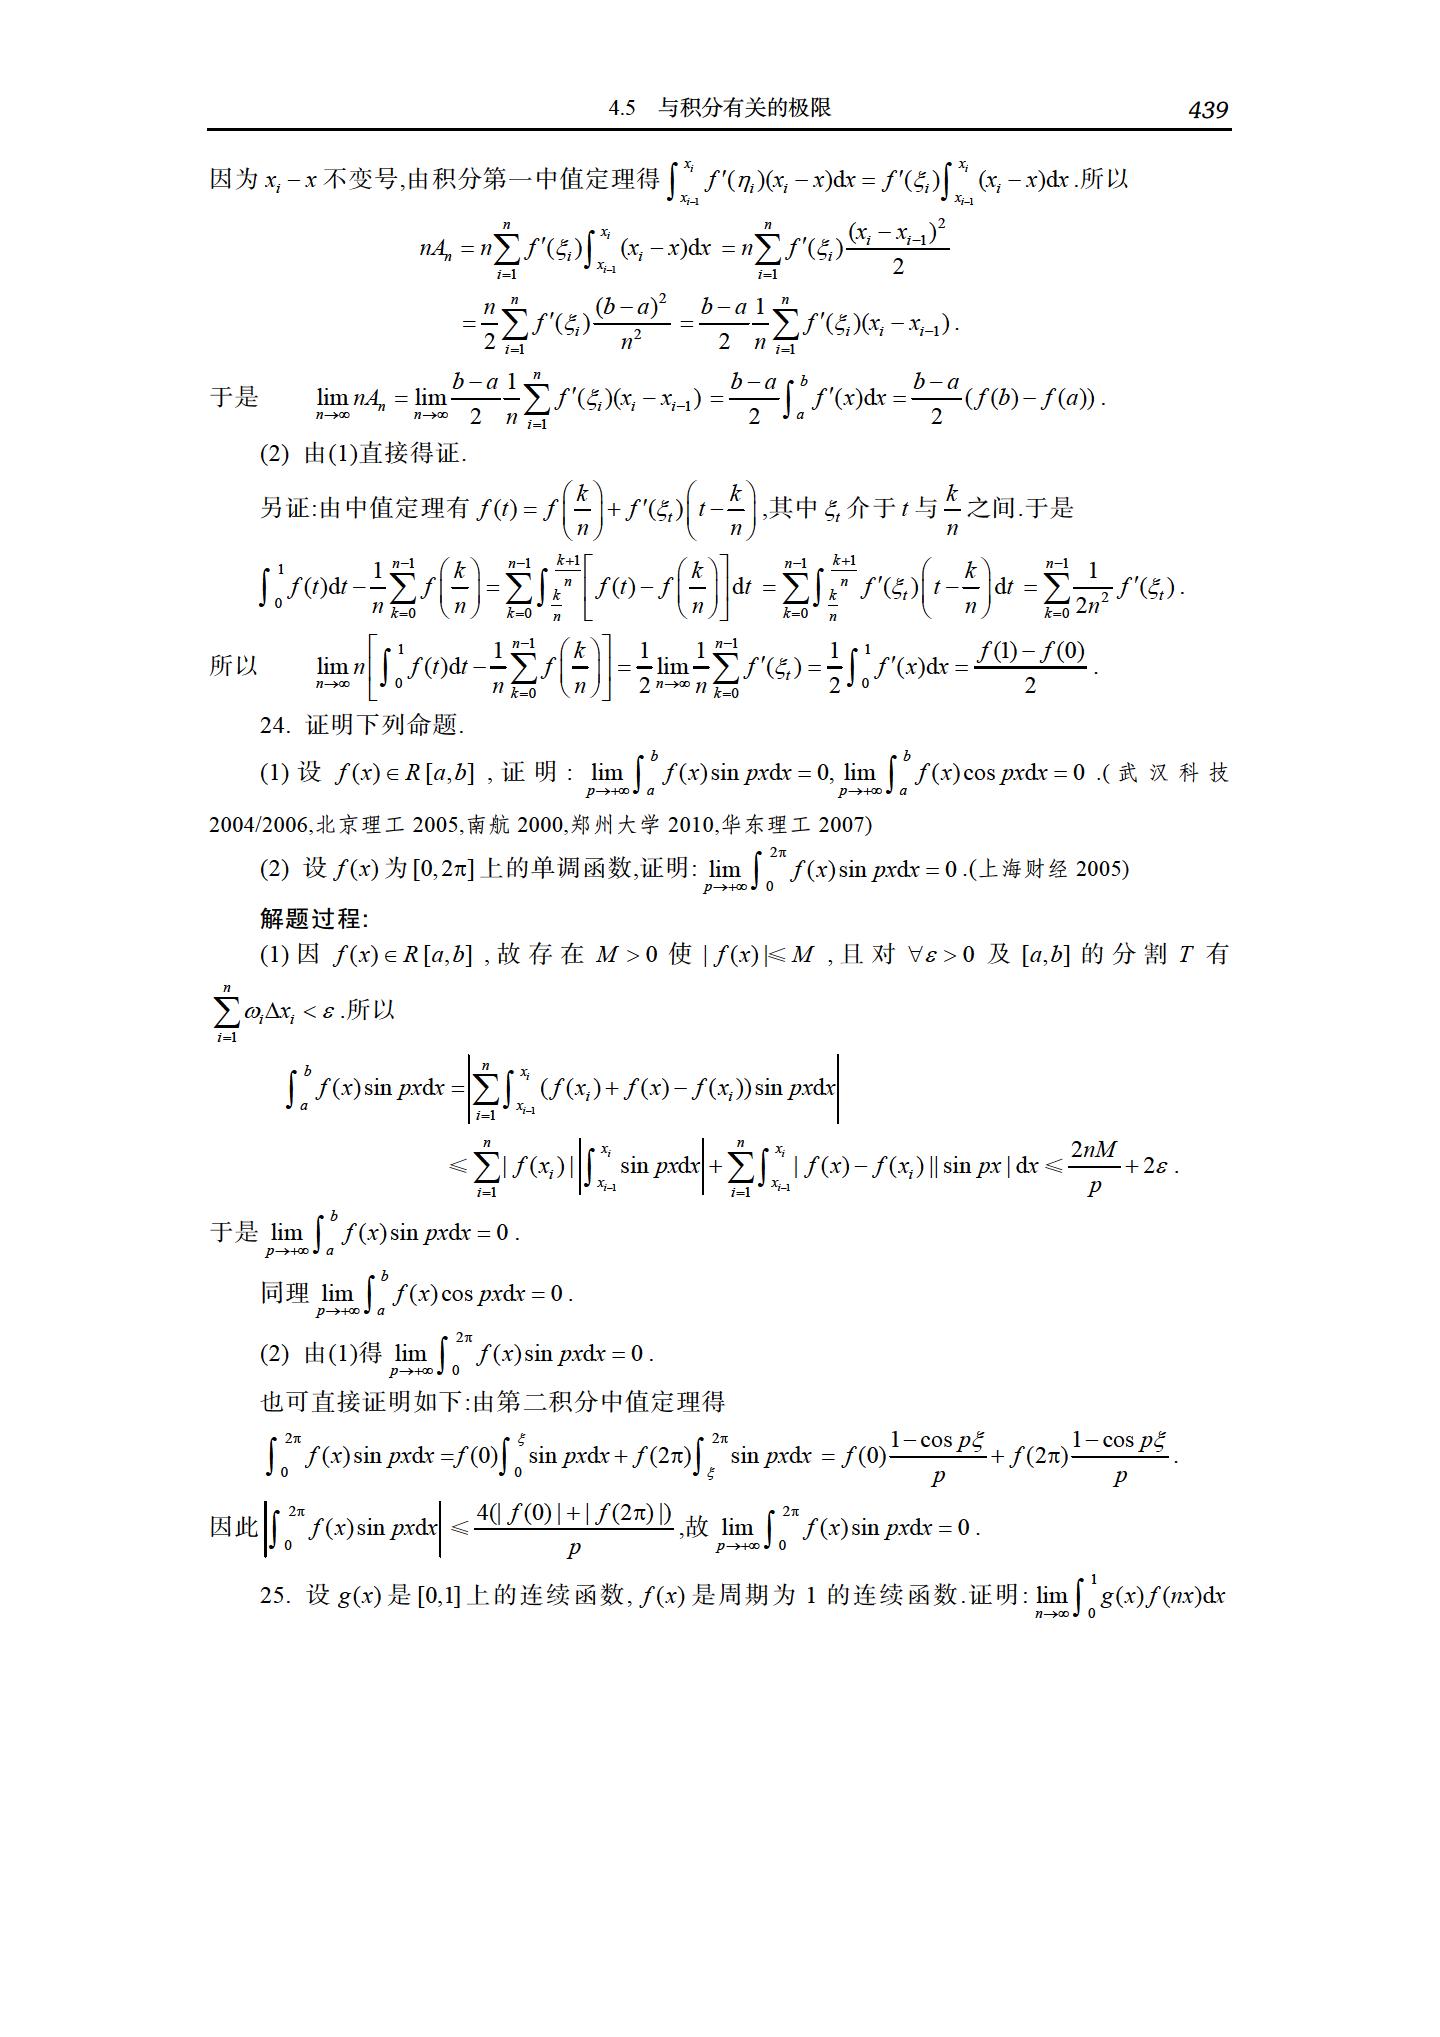 4.5 与积分有关的极限 439
因为 $x_i - x$ 不变号,由积分第一中值定理得 $\int_{x_{i-1}}^{x_i} f'(\eta_i)(x_i - x)\mathrm{d}x = f'(\xi_i)\int_{x_{i-1}}^{x_i}(x_i - x)\mathrm{d}x$ .所以
$nA_n = n\sum_{i=1}^{n} f'(\xi_i)\int_{x_{i-1}}^{x_i}(x_i - x)\mathrm{d}x = n\sum_{i=1}^{n} f'(\xi_i)\frac{(x_i - x_{i-1})^2}{2}$
$= \frac{n}{2}\sum_{i=1}^{n} f'(\xi_i)\frac{(b-a)^2}{n^2} = \frac{b-a}{2}\frac{1}{n}\sum_{i=1}^{n} f'(\xi_i)(x_i - x_{i-1})$ .
于是 $\lim_{n\to\infty} nA_n = \lim_{n\to\infty}\frac{b-a}{2}\frac{1}{n}\sum_{i=1}^{n} f'(\xi_i)(x_i - x_{i-1}) = \frac{b-a}{2}\int_a^b f'(x)\mathrm{d}x = \frac{b-a}{2}(f(b) - f(a))$ .
(2) 由(1)直接得证.
另证:由中值定理有 $f(t) = f\left(\frac{k}{n}\right) + f'(\xi_t)\left(t - \frac{k}{n}\right)$ ,其中 $\xi_t$ 介于 $t$ 与 $\frac{k}{n}$ 之间.于是
$\int_0^1 f(t)\mathrm{d}t - \frac{1}{n}\sum_{k=0}^{n-1} f\left(\frac{k}{n}\right) = \sum_{k=0}^{n-1}\int_{\frac{k}{n}}^{\frac{k+1}{n}}\left[f(t) - f\left(\frac{k}{n}\right)\right]\mathrm{d}t = \sum_{k=0}^{n-1}\int_{\frac{k}{n}}^{\frac{k+1}{n}} f'(\xi_t)\left(t - \frac{k}{n}\right)\mathrm{d}t = \sum_{k=0}^{n-1}\frac{1}{2n^2} f'(\xi_t)$ .
所以 $\lim_{n\to\infty} n\left[\int_0^1 f(t)\mathrm{d}t - \frac{1}{n}\sum_{k=0}^{n-1} f\left(\frac{k}{n}\right)\right] = \frac{1}{2}\lim_{n\to\infty}\frac{1}{n}\sum_{k=0}^{n-1} f'(\xi_t) = \frac{1}{2}\int_0^1 f'(x)\mathrm{d}x = \frac{f(1) - f(0)}{2}$ .
24. 证明下列命题.
(1) 设 $f(x) \in R[a,b]$ ,证明: $\lim_{p\to+\infty}\int_a^b f(x)\sin px\mathrm{d}x = 0, \lim_{p\to+\infty}\int_a^b f(x)\cos px\mathrm{d}x = 0$ .(武汉科技
2004/2006,北京理工 2005,南航 2000,郑州大学 2010,华东理工 2007)
(2) 设 $f(x)$ 为 $[0,2\pi]$ 上的单调函数,证明: $\lim_{p\to+\infty}\int_0^{2\pi} f(x)\sin px\mathrm{d}x = 0$ .(上海财经 2005)
解题过程:
(1) 因 $f(x) \in R[a,b]$ ,故存在 $M > 0$ 使 $|f(x)| \leqslant M$ ,且对 $\forall \varepsilon > 0$ 及 $[a,b]$ 的分割 $T$ 有
$\sum_{i=1}^{n}\omega_i\Delta x_i < \varepsilon$ .所以
$\int_a^b f(x)\sin px\mathrm{d}x = \left|\sum_{i=1}^{n}\int_{x_{i-1}}^{x_i}(f(x_i) + f(x) - f(x_i))\sin px\mathrm{d}x\right|$
$\leqslant \sum_{i=1}^{n}|f(x_i)|\left|\int_{x_{i-1}}^{x_i}\sin px\mathrm{d}x\right| + \sum_{i=1}^{n}\int_{x_{i-1}}^{x_i}|f(x) - f(x_i)||\sin px|\mathrm{d}x \leqslant \frac{2nM}{p} + 2\varepsilon$ .
于是 $\lim_{p\to+\infty}\int_a^b f(x)\sin px\mathrm{d}x = 0$ .
同理 $\lim_{p\to+\infty}\int_a^b f(x)\cos px\mathrm{d}x = 0$ .
(2) 由(1)得 $\lim_{p\to+\infty}\int_0^{2\pi} f(x)\sin px\mathrm{d}x = 0$ .
也可直接证明如下:由第二积分中值定理得
$\int_0^{2\pi} f(x)\sin px\mathrm{d}x = f(0)\int_0^{\xi}\sin px\mathrm{d}x + f(2\pi)\int_{\xi}^{2\pi}\sin px\mathrm{d}x = f(0)\frac{1-\cos p\xi}{p} + f(2\pi)\frac{1-\cos p\xi}{p}$ .
因此 $\left|\int_0^{2\pi} f(x)\sin px\mathrm{d}x\right| \leqslant \frac{4(|f(0)| + |f(2\pi)|)}{p}$ ,故 $\lim_{p\to+\infty}\int_0^{2\pi} f(x)\sin px\mathrm{d}x = 0$ .
25. 设 $g(x)$ 是 $[0,1]$ 上的连续函数, $f(x)$ 是周期为 1 的连续函数.证明: $\lim_{n\to\infty}\int_0^1 g(x)f(nx)\mathrm{d}x$